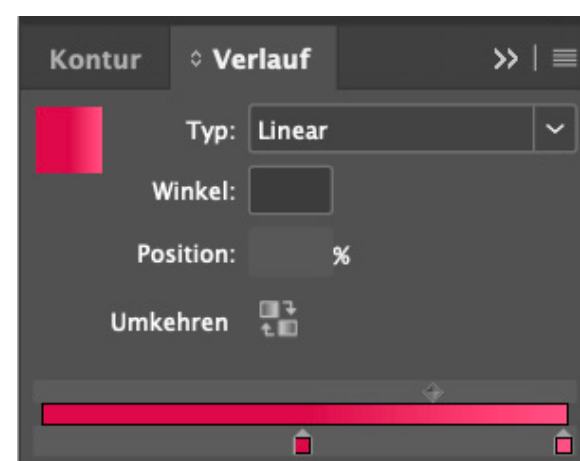 Kontur Verlauf
Typ: Linear
Winkel:
Position: %
Umkehren